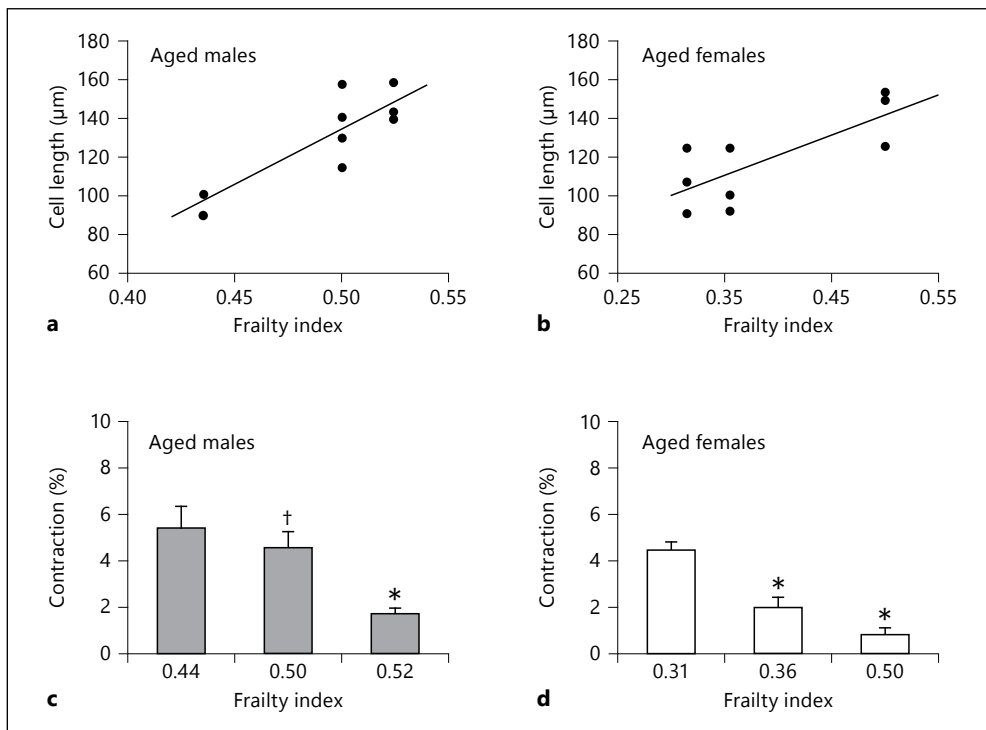 Aged males
Cell length (µm)
180
160
140
120
100
80
60
0.40
0.45
0.50
0.55
Frailty index
a
Aged females
Cell length (µm)
180
160
140
120
100
80
60
0.25
0.35
0.45
0.55
Frailty index
b
Aged males
Contraction (%)
10
8
6
4
2
0
†
*
0.44
0.50
0.52
Frailty index
c
Aged females
Contraction (%)
10
8
6
4
2
0
*
*
0.31
0.36
0.50
Frailty index
d